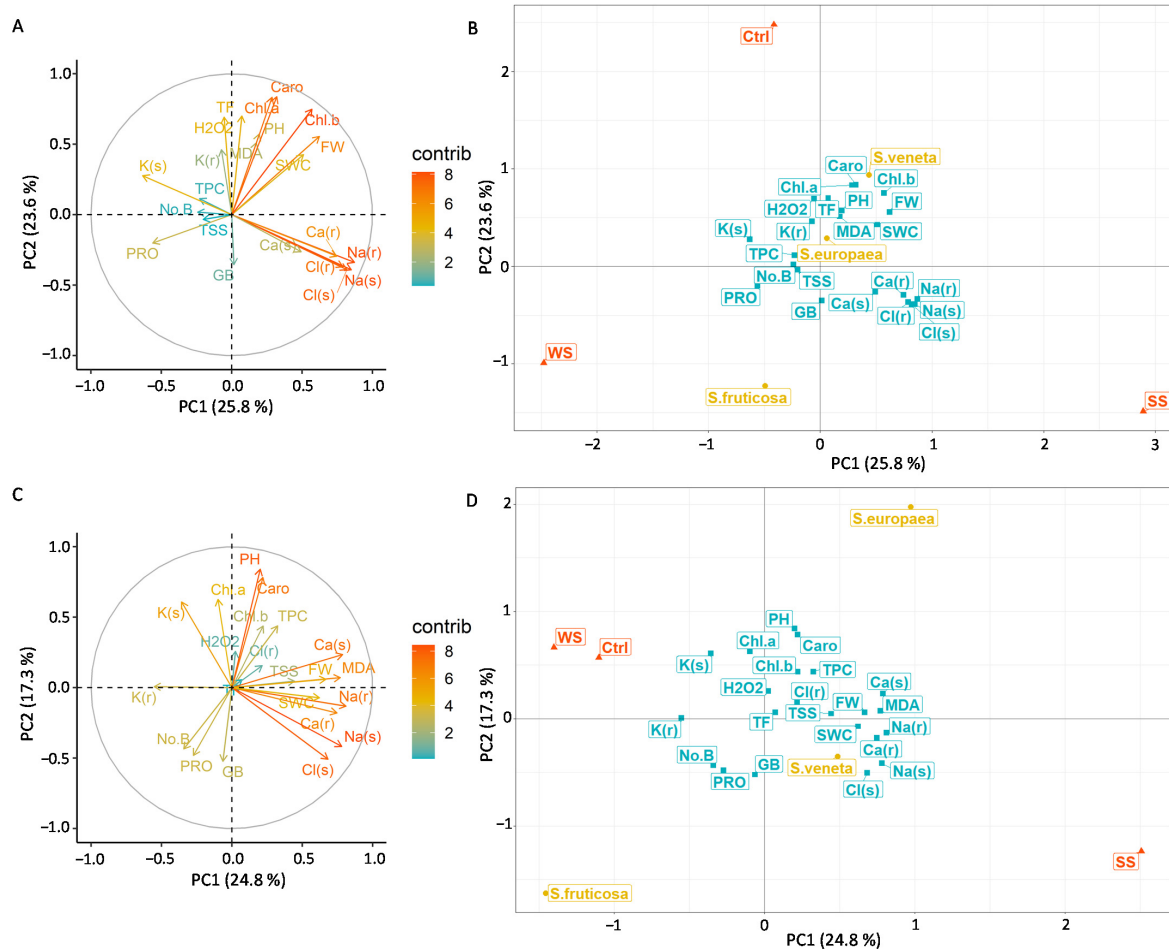 A
1.0
0.5
0.0
−0.5
−1.0
PC2 (23.6 %)
Caro
TF
Chl.a
Chl.b
H2O2
PH
FW
K(r)
MDA
SWC
K(s)
TPC
No.B
TSS
PRO
GB
Ca(s)
Ca(r)
Na(r)
Cl(r)
Na(s)
Cl(s)
−1.0
−0.5
0.0
0.5
1.0
PC1 (25.8 %)
contrib
8
6
4
2
B
2
1
0
−1
PC2 (23.6 %)
Ctrl
Caro
S.veneta
Chl.a
Chl.b
H2O2
TF
PH
FW
K(s)
K(r)
MDA
SWC
TPC
S.europaea
No.B
TSS
PRO
GB
Ca(s)
Ca(r)
Na(r)
Cl(r)
Na(s)
Cl(s)
WS
S.fruticosa
SS
−2
−1
0
1
2
3
PC1 (25.8 %)
C
1.0
0.5
0.0
−0.5
−1.0
PC2 (17.3 %)
PH
Caro
Chl.a
K(s)
Chl.b
TPC
H2O2
Cl(r)
Ca(s)
TSS
FW
MDA
K(r)
SWC
Na(r)
Ca(r)
Na(s)
No.B
PRO
GB
Cl(s)
−1.0
−0.5
0.0
0.5
1.0
PC1 (24.8 %)
contrib
8
6
4
2
D
2
1
0
−1
PC2 (17.3 %)
S.europaea
WS
Ctrl
PH
Chl.a
Caro
K(s)
Chl.b
TPC
H2O2
Cl(r)
Ca(s)
TF
TSS
FW
MDA
K(r)
SWC
Na(r)
Ca(r)
No.B
PRO
GB
S.veneta
Na(s)
Cl(s)
SS
S.fruticosa
−1
0
1
2
PC1 (24.8 %)